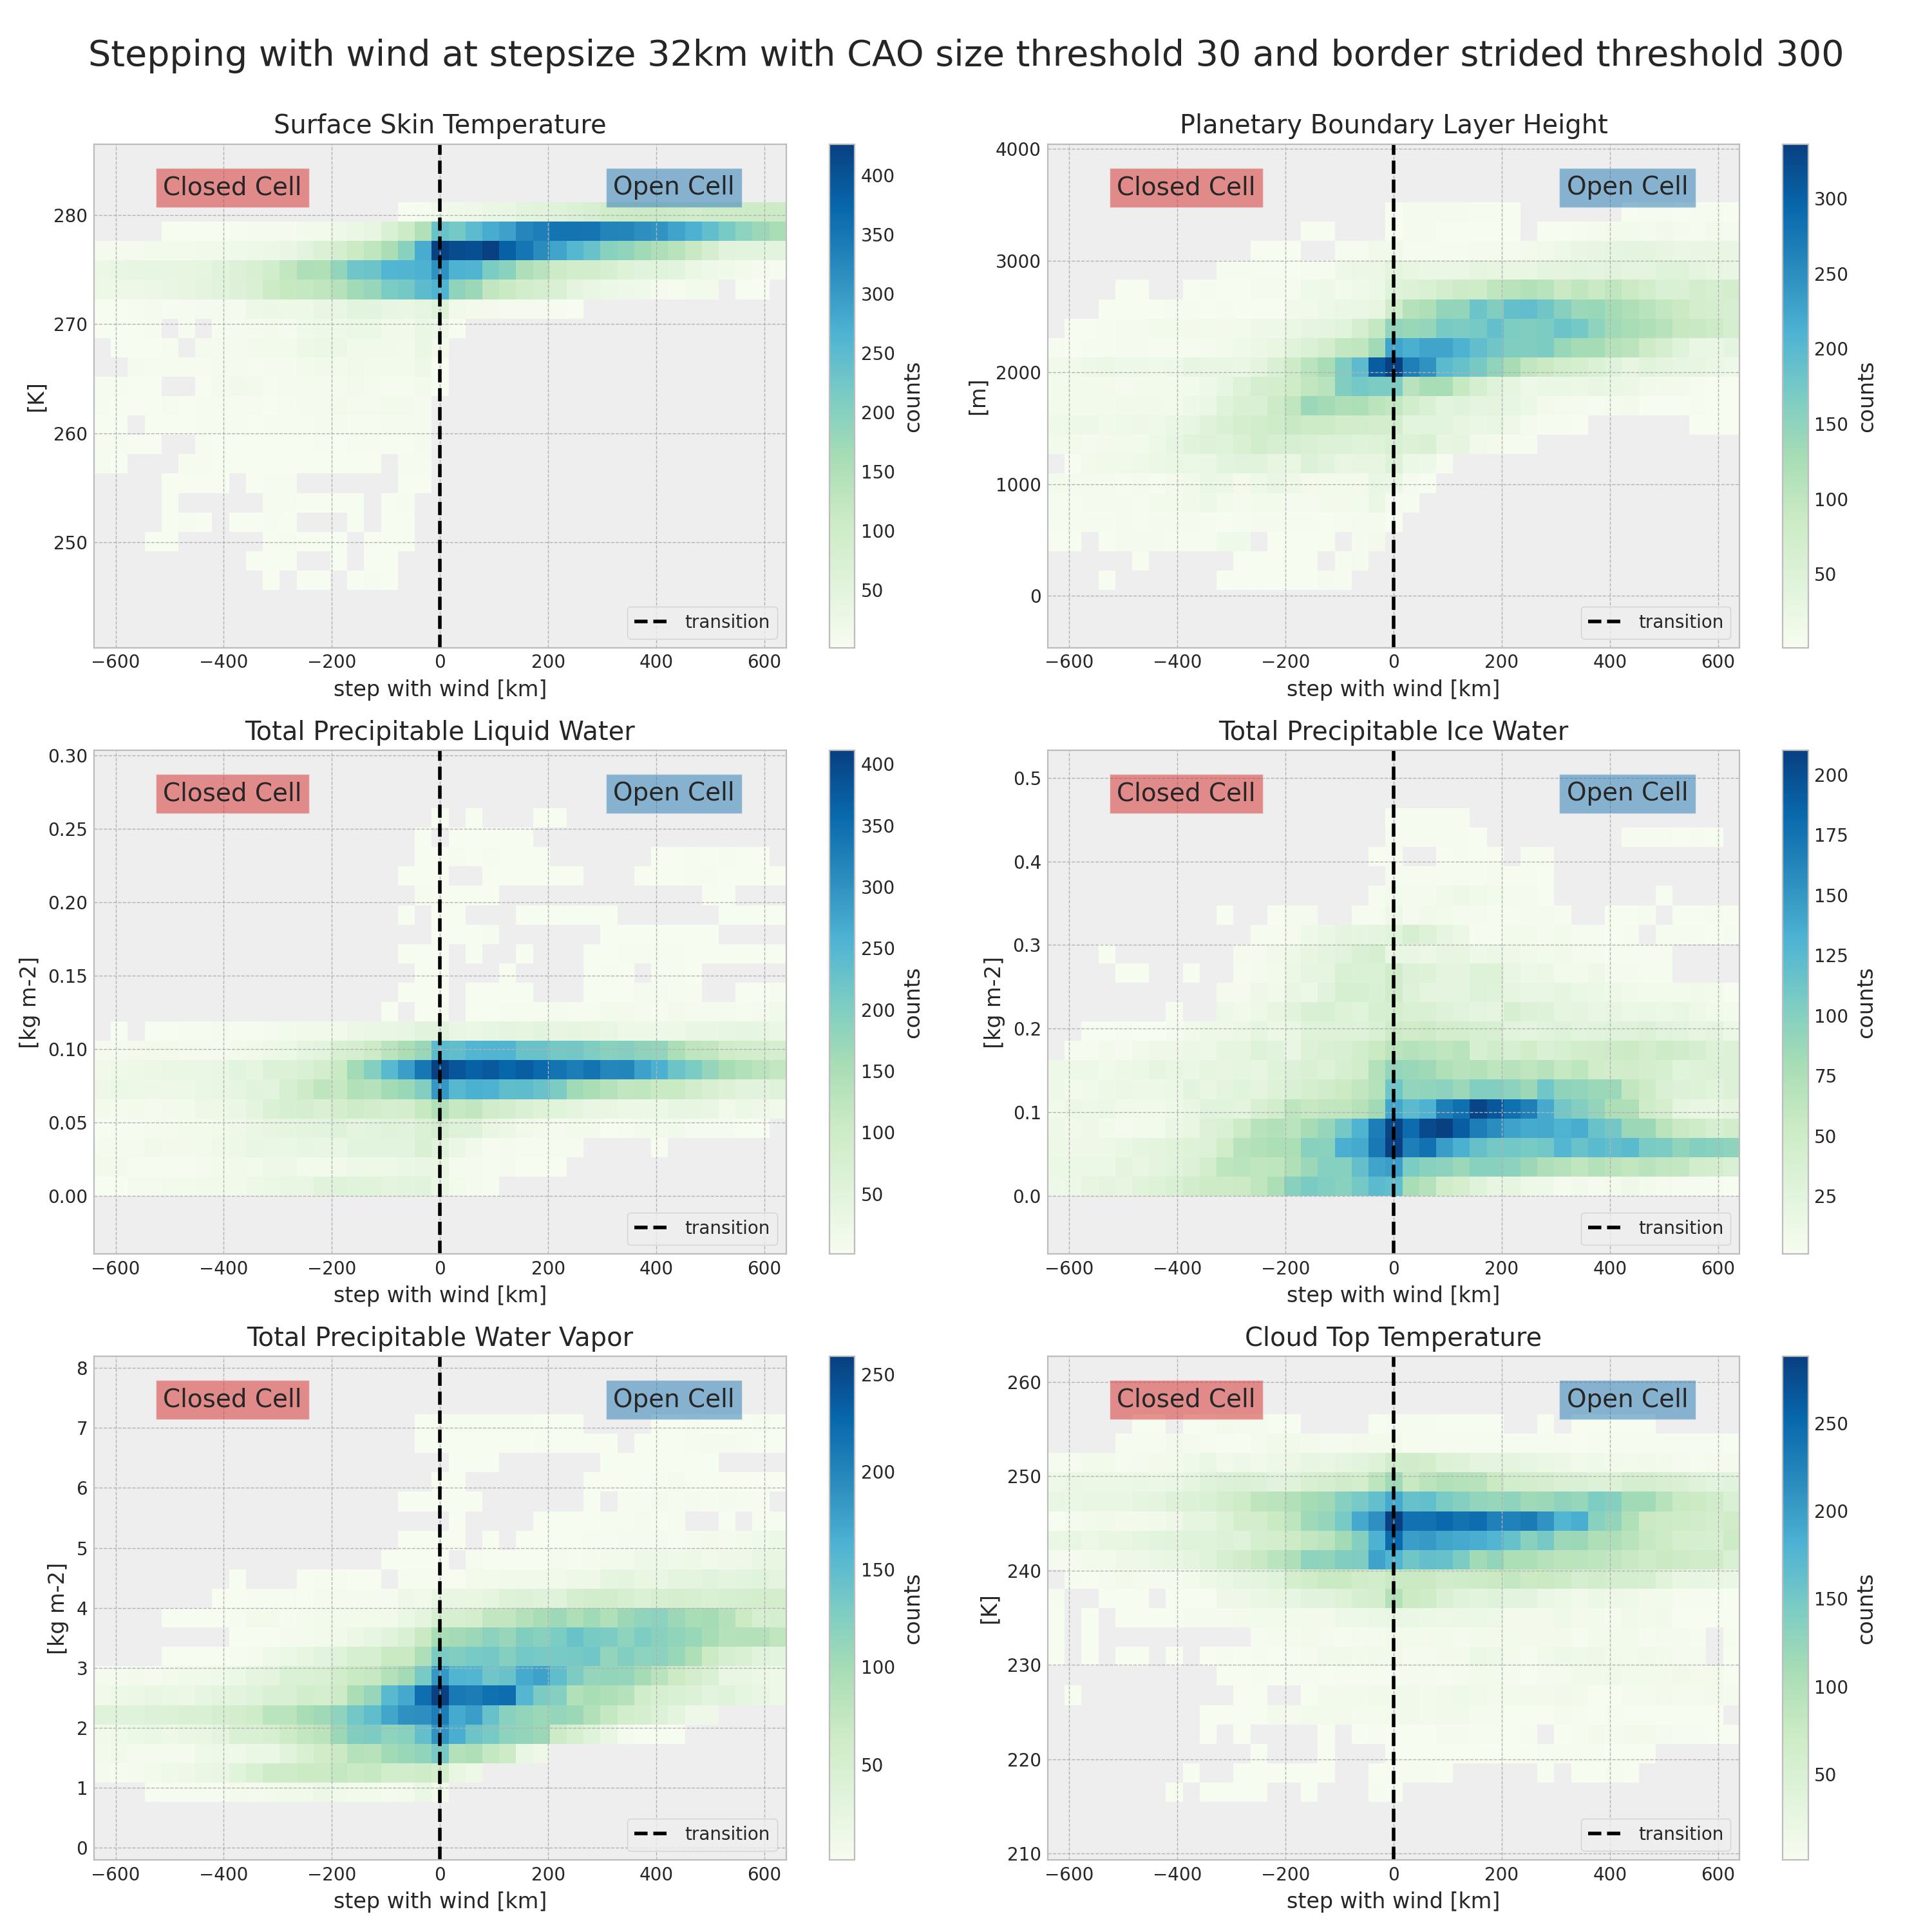 Stepping with wind at stepsize 32km with CAO size threshold 30 and border strided threshold 300
Surface Skin Temperature
Closed Cell
Open Cell
280
270
260
250
[K]
−600 −400 −200 0 200 400 600
step with wind [km]
transition
400
350
300
250
200
150
100
50
counts
Planetary Boundary Layer Height
Closed Cell
Open Cell
4000
3000
2000
1000
0
[m]
−600 −400 −200 0 200 400 600
step with wind [km]
transition
300
250
200
150
100
50
counts
Total Precipitable Liquid Water
Closed Cell
Open Cell
0.30
0.25
0.20
0.15
0.10
0.05
0.00
[kg m-2]
−600 −400 −200 0 200 400 600
step with wind [km]
transition
400
350
300
250
200
150
100
50
counts
Total Precipitable Ice Water
Closed Cell
Open Cell
0.5
0.4
0.3
0.2
0.1
0.0
[kg m-2]
−600 −400 −200 0 200 400 600
step with wind [km]
transition
200
175
150
125
100
75
50
25
counts
Total Precipitable Water Vapor
Closed Cell
Open Cell
8
7
6
5
4
3
2
1
0
[kg m-2]
−600 −400 −200 0 200 400 600
step with wind [km]
transition
250
200
150
100
50
counts
Cloud Top Temperature
Closed Cell
Open Cell
260
250
240
230
220
210
[K]
−600 −400 −200 0 200 400 600
step with wind [km]
transition
250
200
150
100
50
counts